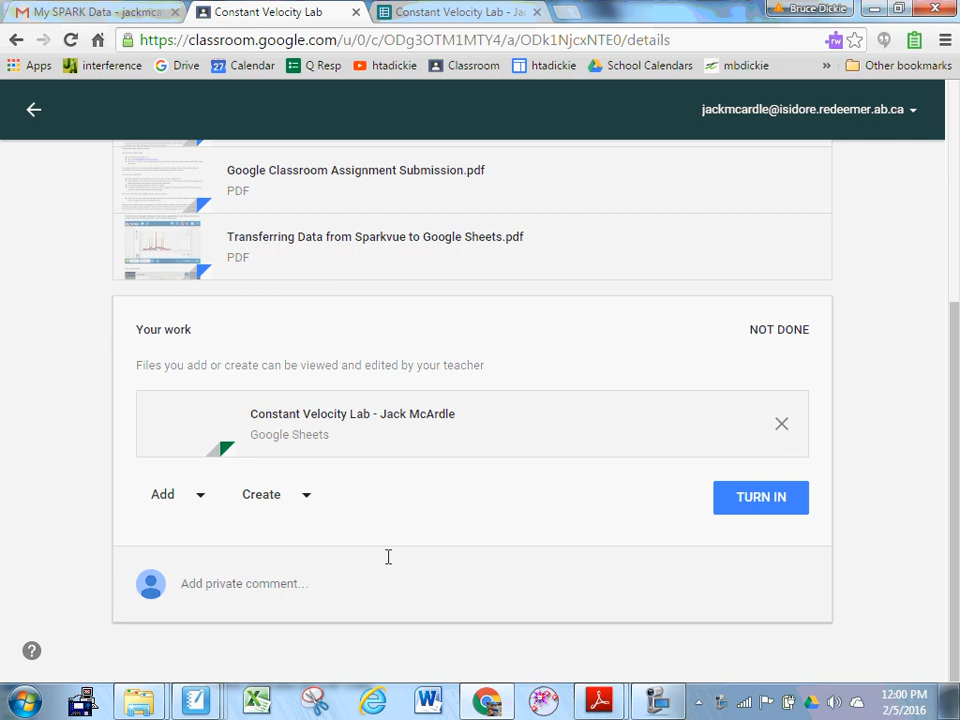 My SPARK Data - jackmca
Constant Velocity Lab
Constant Velocity Lab - Ja
Bruce Dickie
https://classroom.google.com/u/0/c/ODg3OTM1MTY4/a/ODk1NjcxNTE0/details
Apps
interference
Drive
Calendar
Q Resp
htadickie
Classroom
htadickie
School Calendars
mbdickie
»
Other bookmarks
jackmcardle@isidore.redeemer.ab.ca
Google Classroom Assignment Submission.pdf
PDF
Transferring Data from Sparkvue to Google Sheets.pdf
PDF
Your work
NOT DONE
Files you add or create can be viewed and edited by your teacher
Constant Velocity Lab - Jack McArdle
Google Sheets
Add
Create
TURN IN
Add private comment...
12:00 PM
2/5/2016